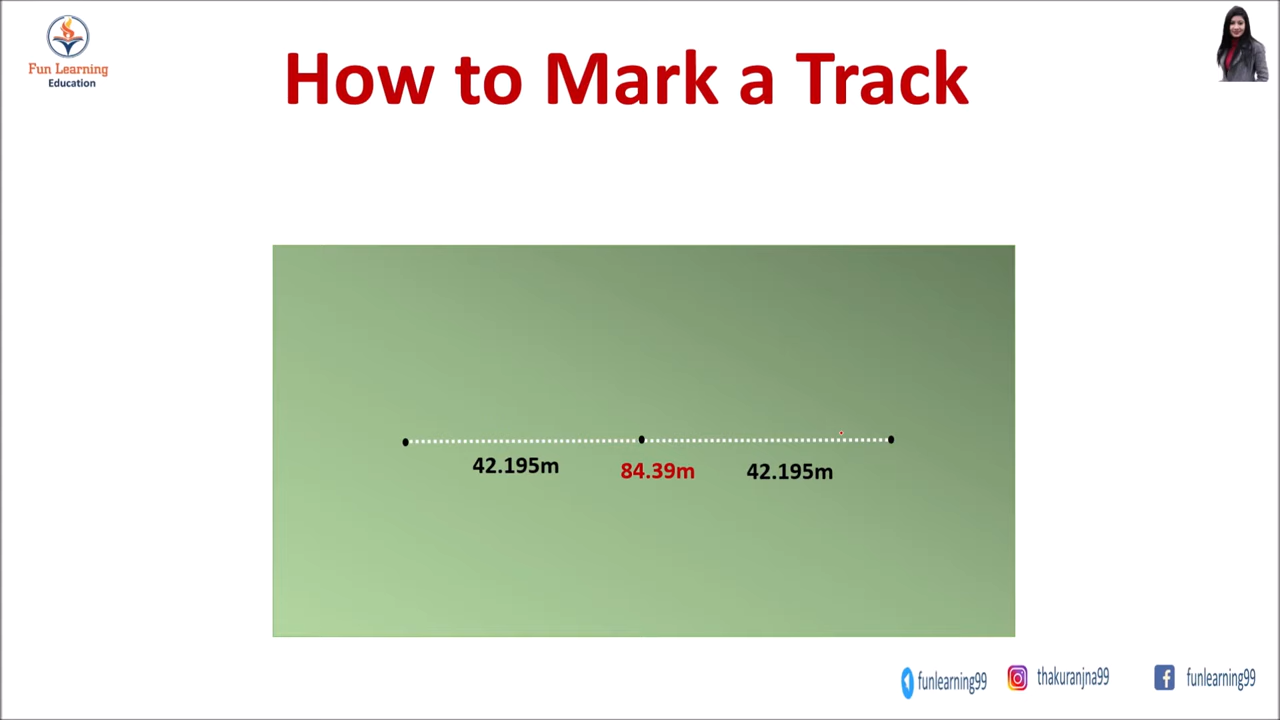 Fun Learning
Education
How to Mark a Track
42.195m
84.39m
42.195m
funlearning99
thakuranjna99
funlearning99